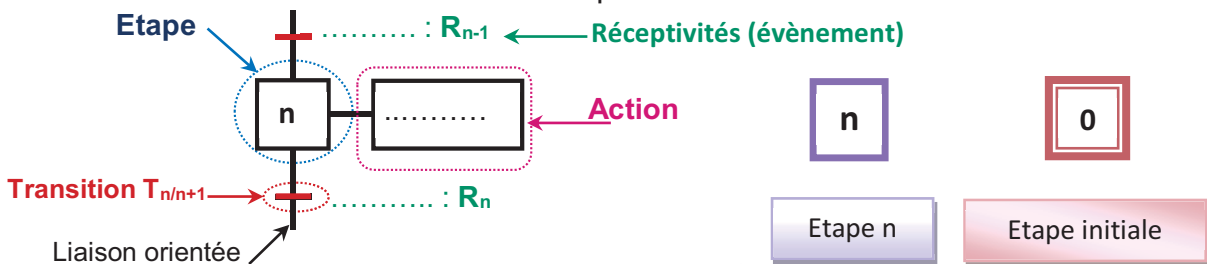 Etape
.......... : Rn-1
Réceptivités (évènement)
n
..........
Action
n
0
Transition Tn/n+1
........... : Rn
Liaison orientée
Etape n
Etape initiale